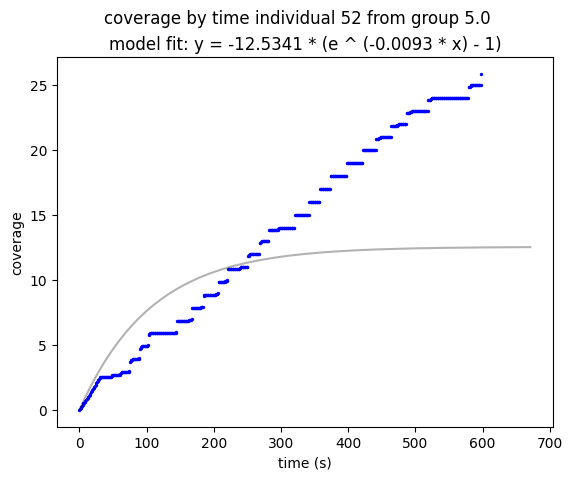 coverage by time individual 52 from group 5.0
model fit: y = -12.5341 * (e ^ (-0.0093 * x) - 1)
25
20
15
10
5
0
coverage
0 100 200 300 400 500 600 700
time (s)